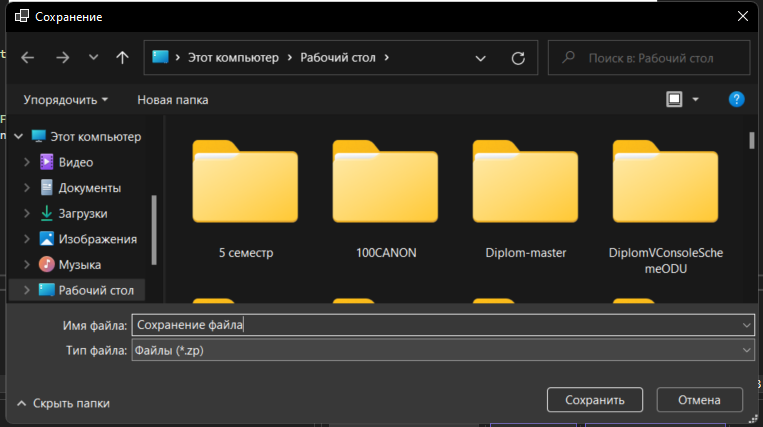 Сохранение
Этот компьютер
Рабочий стол
Поиск в: Рабочий стол
Упорядочить
Новая папка
Этот компьютер
Видео
Документы
Загрузки
Изображения
Музыка
Рабочий стол
5 семестр
100CANON
Diplom-master
DiplomVConsoleSche
meODU
Имя файла: Сохранение файла
Тип файла: Файлы (*.zp)
Скрыть папки
Сохранить
Отмена